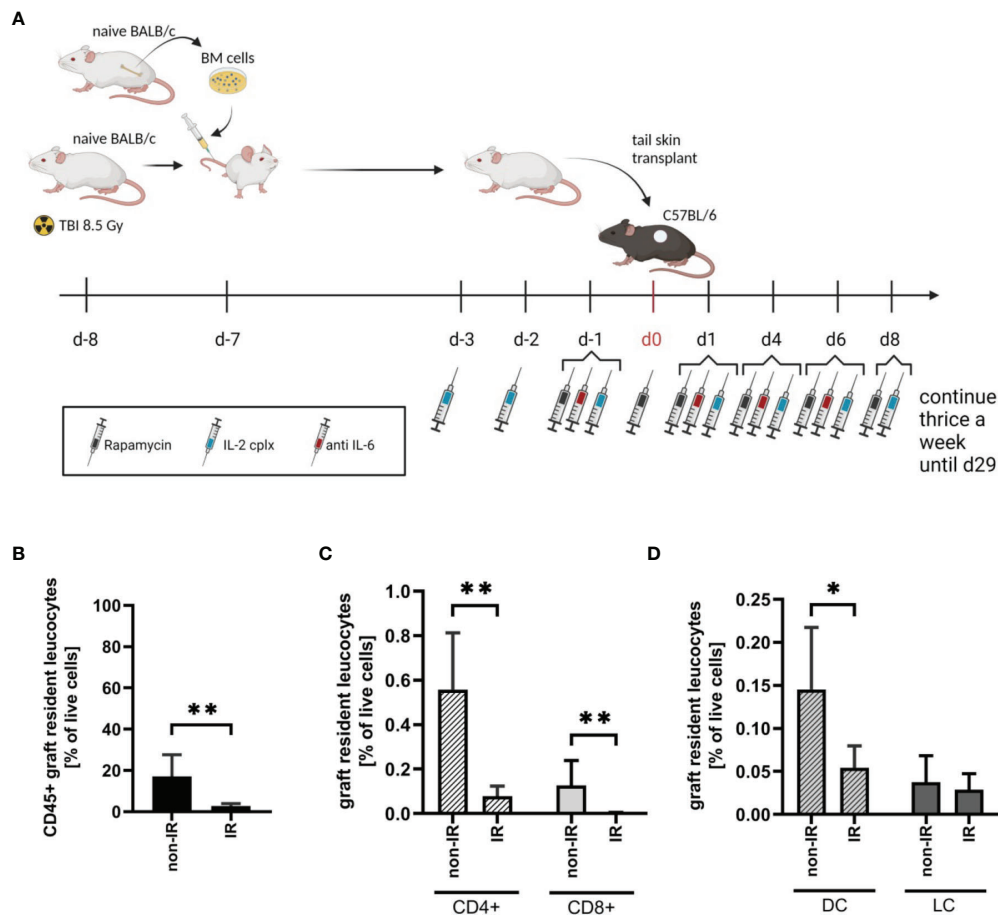 A
naive BALB/c
BM cells
naive BALB/c
TBI 8.5 Gy
tail skin
transplant
C57BL/6
d-8
d-7
d-3
d-2
d-1
d0
d1
d4
d6
d8
Rapamycin
IL-2 cplx
anti IL-6
continue
thrice a
week
until d29
B
CD45+ graft resident leucocytes
[% of live cells]
100
80
60
40
20
0
**
non-IR
IR
C
graft resident leucocytes
[% of live cells]
1.0
0.8
0.6
0.4
0.2
0.0
**
**
non-IR
IR
non-IR
IR
CD4+
CD8+
D
graft resident leucocytes
[% of live cells]
0.25
0.20
0.15
0.10
0.05
0.00
*
non-IR
IR
non-IR
IR
DC
LC